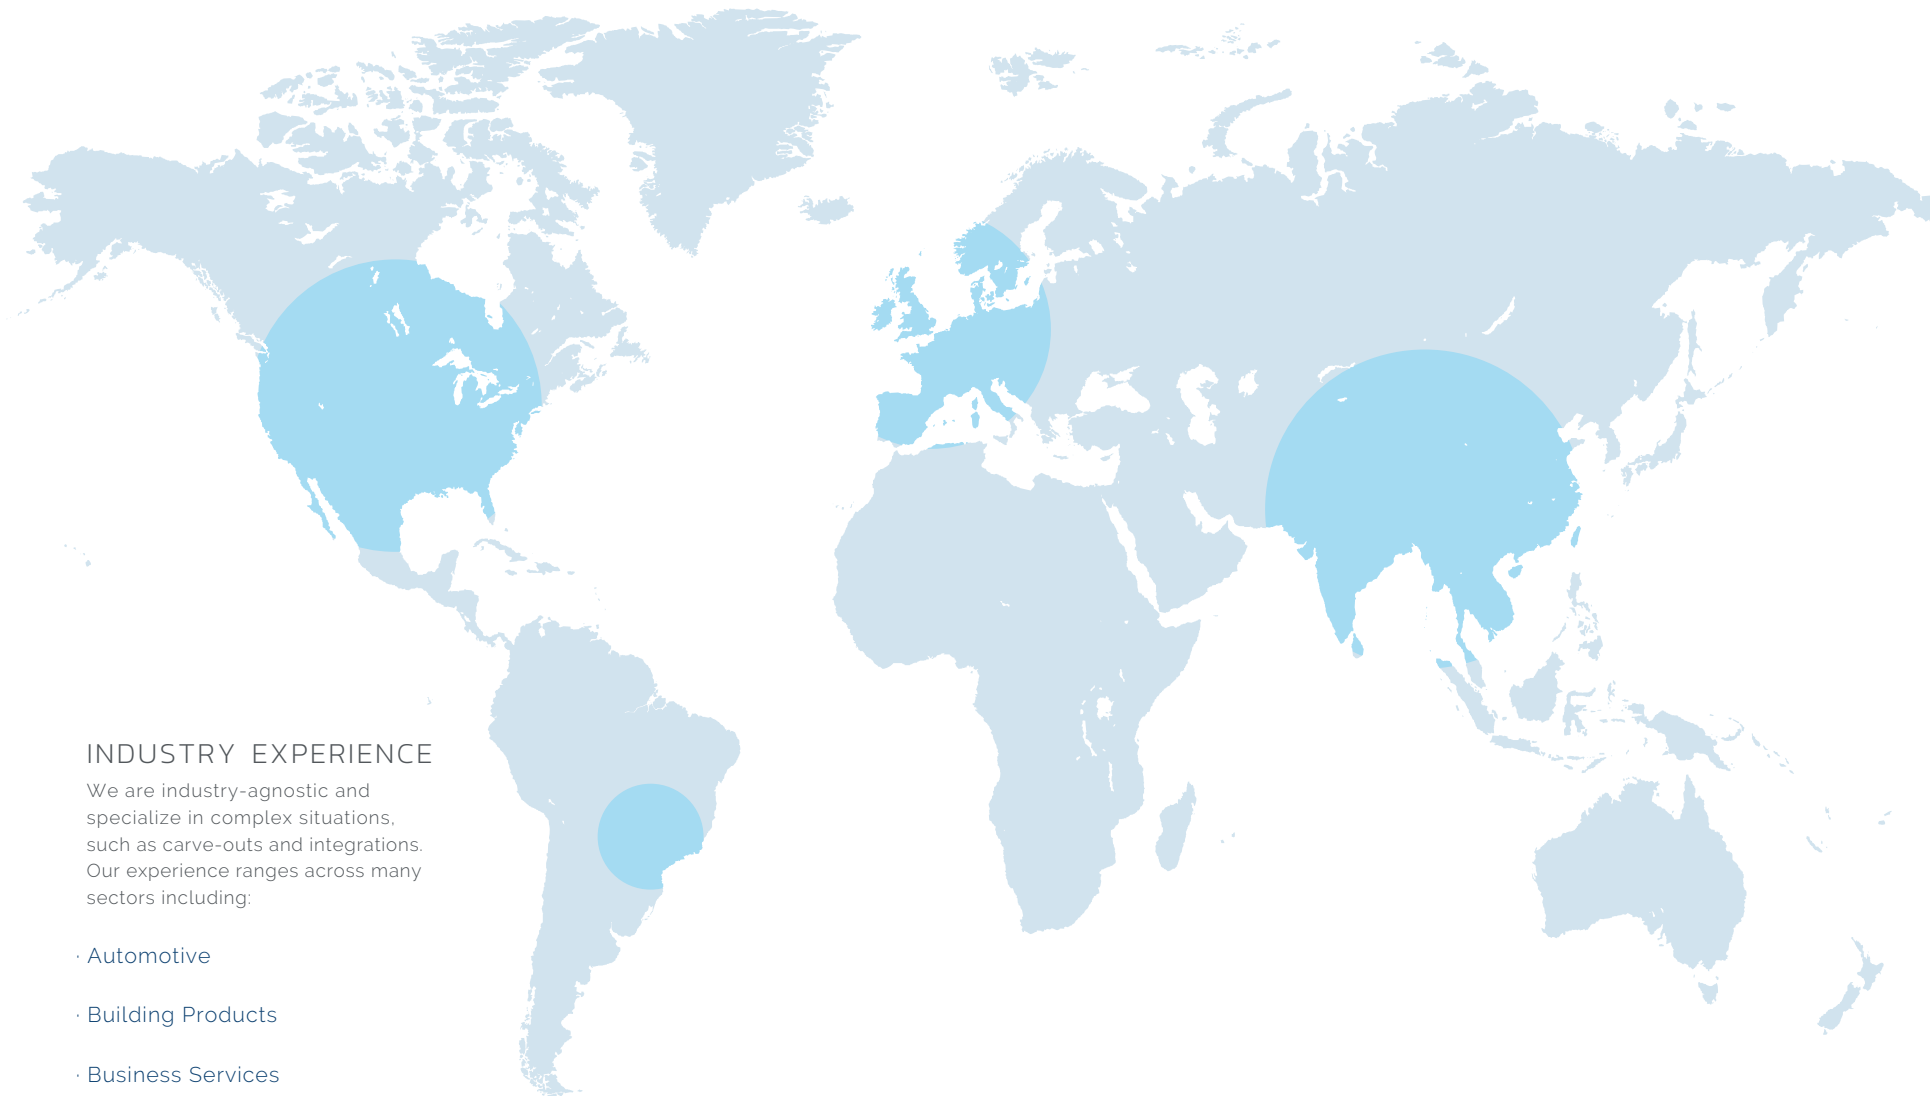 INDUSTRY EXPERIENCE
We are industry-agnostic and
specialize in complex situations,
such as carve-outs and integrations.
Our experience ranges across many
sectors including:
· Automotive
· Building Products
· Business Services